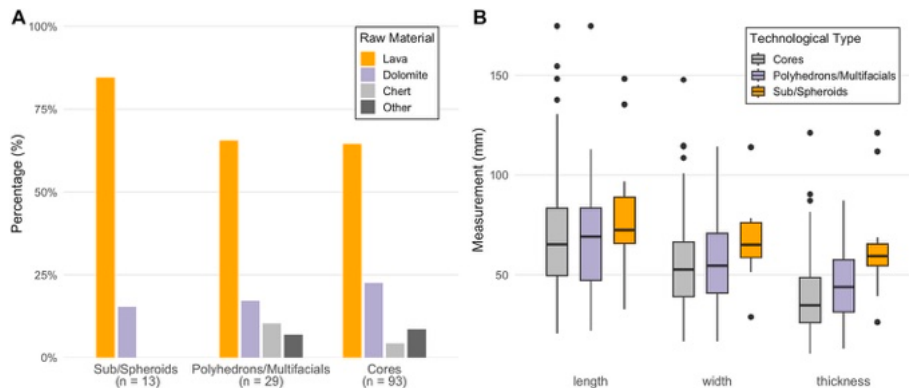 A
Percentage (%)
100%
75%
50%
25%
0%
Raw Material
Lava
Dolomite
Chert
Other
Sub/Spheroids
(n = 13)
Polyhedrons/Multifacials
(n = 29)
Cores
(n = 93)
B
Measurement (mm)
150
100
50
Technological Type
Cores
Polyhedrons/Multifacials
Sub/Spheroids
length
width
thickness